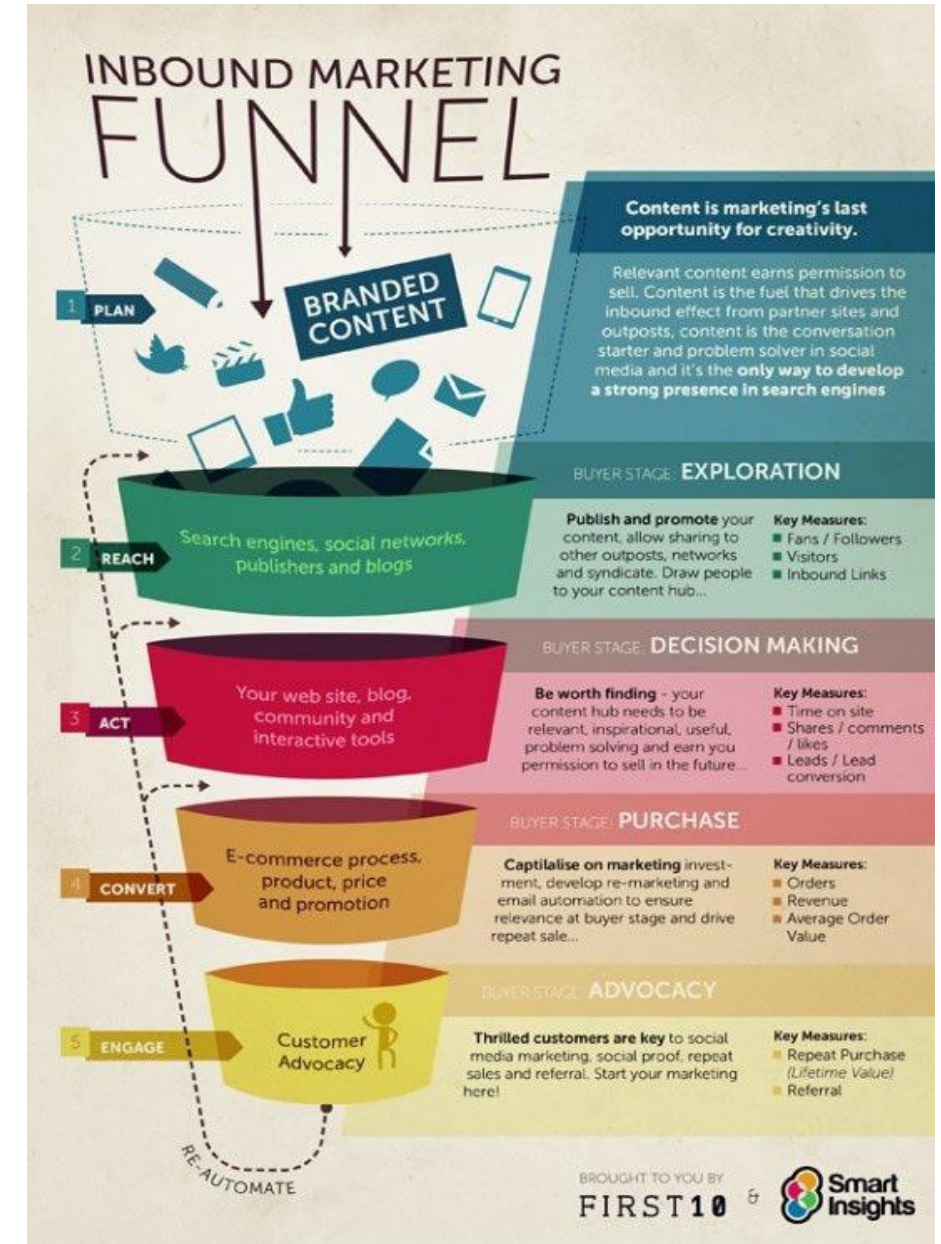 INBOUND MARKETING
FUNNEL
Content is marketing's last
opportunity for creativity.
Relevant content earns permission to
sell. Content is the fuel that drives the
inbound effect from partner sites and
outposts, content is the conversation
starter and problem solver in social
media and it's the only way to develop
a strong presence in search engines
1 PLAN
BRANDED
CONTENT
BUYER STAGE: EXPLORATION
2 REACH
Search engines, social networks,
publishers and blogs
Publish and promote your
content, allow sharing to
other outposts, networks
and syndicate. Draw people
to your content hub...
Key Measures:
Fans / Followers
Visitors
Inbound Links
BUYER STAGE: DECISION MAKING
3 ACT
Your web site, blog,
community and
interactive tools
Be worth finding - your
content hub needs to be
relevant, inspirational, useful,
problem solving and earn you
permission to sell in the future...
Key Measures:
Time on site
Shares / comments
/ likes
Leads / Lead
conversion
BUYER STAGE: PURCHASE
4 CONVERT
E-commerce process,
product, price
and promotion
Captilalise on marketing invest-
ment, develop re-marketing and
email automation to ensure
relevance at buyer stage and drive
repeat sale...
Key Measures:
Orders
Revenue
Average Order
Value
BUYER STAGE: ADVOCACY
5 ENGAGE
Customer
Advocacy
Thrilled customers are key to social
media marketing, social proof, repeat
sales and referral. Start your marketing
here!
Key Measures:
Repeat Purchase
(Lifetime Value)
Referral
RE-AUTOMATE
BROUGHT TO YOU BY
FIRST10 & Smart
Insights